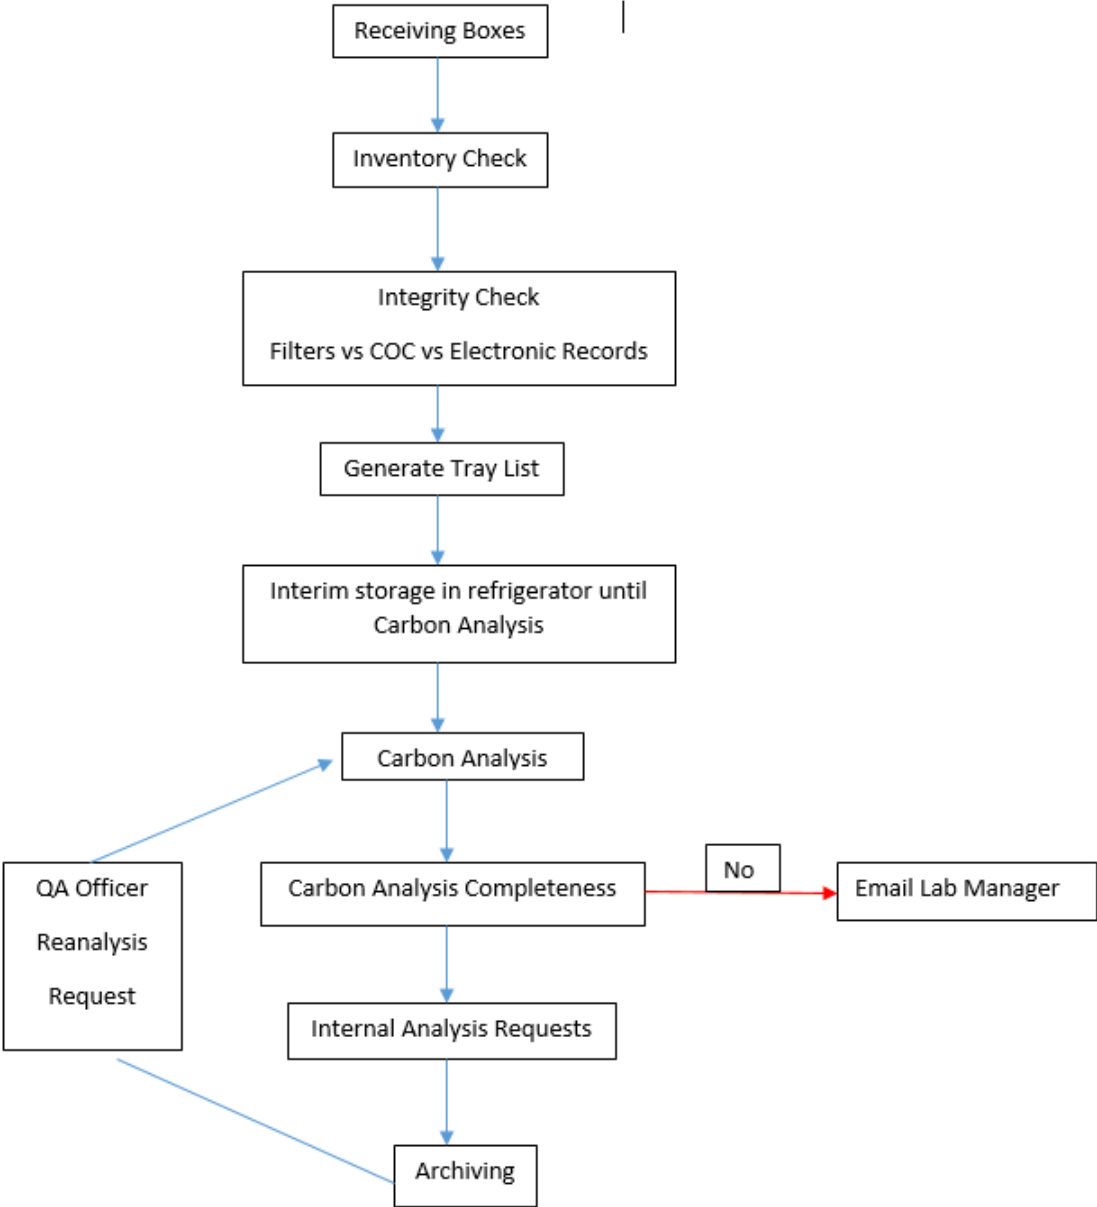 Receiving Boxes
Inventory Check
Integrity Check
Filters vs COC vs Electronic Records
Generate Tray List
Interim storage in refrigerator until
Carbon Analysis
Carbon Analysis
QA Officer
Reanalysis
Request
Carbon Analysis Completeness
No
Email Lab Manager
Internal Analysis Requests
Archiving